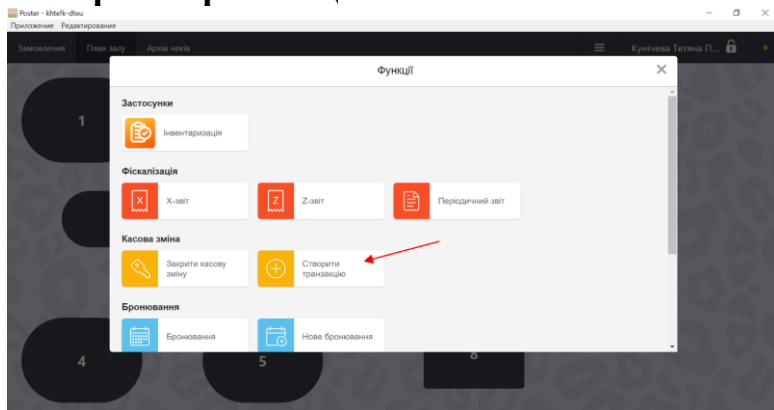 Poster - khtefk-dteu
Приложение Редактирование
Замовлення План залу Архів чеків Кунічева Тетяна П...
Функції
Застосунки
1
Інвентаризація
Фіскалізація
X X-звіт Z Z-звіт Періодичний звіт
Касова зміна
Закрити касову зміну
Створити транзакцію
Бронювання
Бронювання Нове бронювання
4 5 8